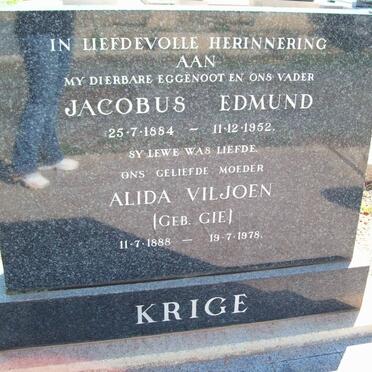 IN LIEFDEVOLLE HERINNERING
AAN
MY DIERBARE EGGENOOT EN ONS VADER
JACOBUS EDMUND
25·7·1884 – 11·12·1952.
SY LEWE WAS LIEFDE.
ONS GELIEFDE MOEDER
ALIDA VILJOEN
(GEB. GIE)
11·7·1888 — 19·7·1978.
KRIGE